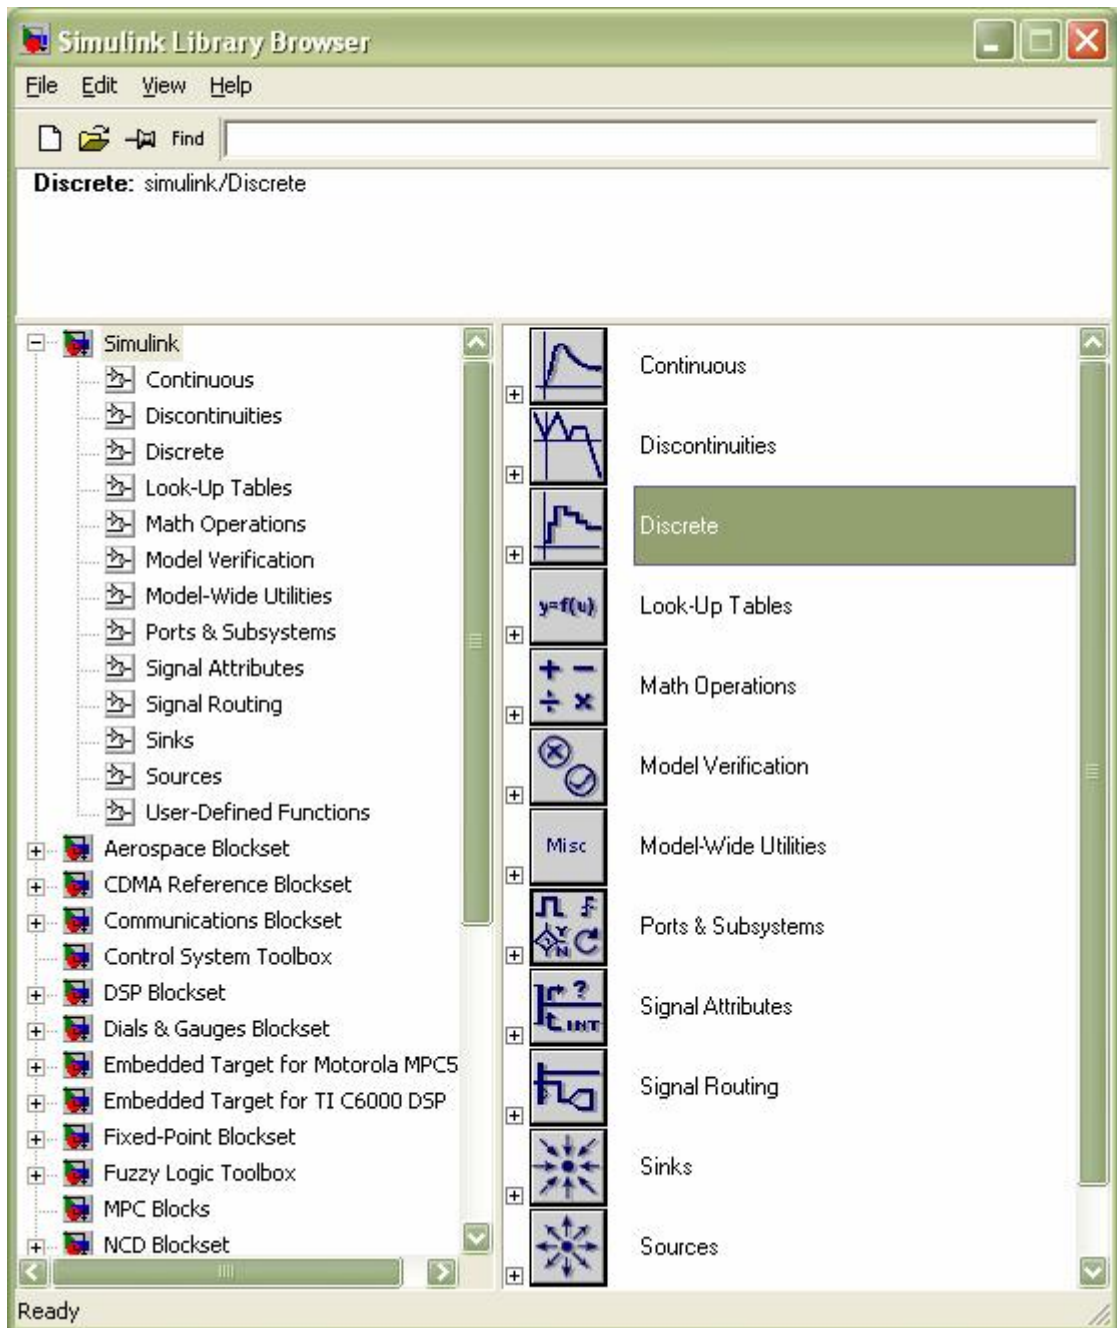 Simulink Library Browser
File Edit View Help
Find
Discrete: simulink/Discrete
Simulink
Continuous
Discontinuities
Discrete
Look-Up Tables
Math Operations
Model Verification
Model-Wide Utilities
Ports & Subsystems
Signal Attributes
Signal Routing
Sinks
Sources
User-Defined Functions
Aerospace Blockset
CDMA Reference Blockset
Communications Blockset
Control System Toolbox
DSP Blockset
Dials & Gauges Blockset
Embedded Target for Motorola MPC5
Embedded Target for TI C6000 DSP
Fixed-Point Blockset
Fuzzy Logic Toolbox
MPC Blocks
NCD Blockset
Continuous
Discontinuities
Discrete
y=f(u) Look-Up Tables
+ −
÷ × Math Operations
Model Verification
Misc Model-Wide Utilities
Y
N
Ports & Subsystems
?
INT
Signal Attributes
Signal Routing
Sinks
Sources
Ready